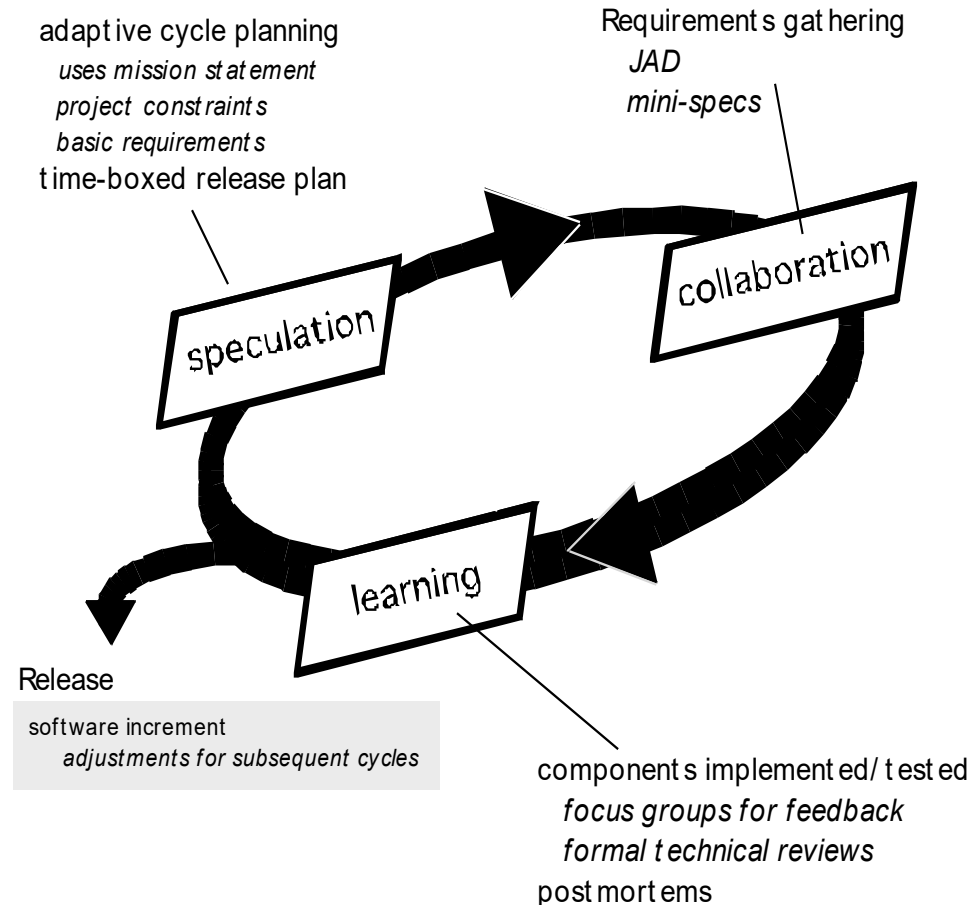 adaptive cycle planning
uses mission statement
project constraints
basic requirements
time-boxed release plan
Requirements gathering
JAD
mini-specs
speculation
collaboration
learning
Release
software increment
adjustments for subsequent cycles
components implemented/tested
focus groups for feedback
formal technical reviews
postmortems